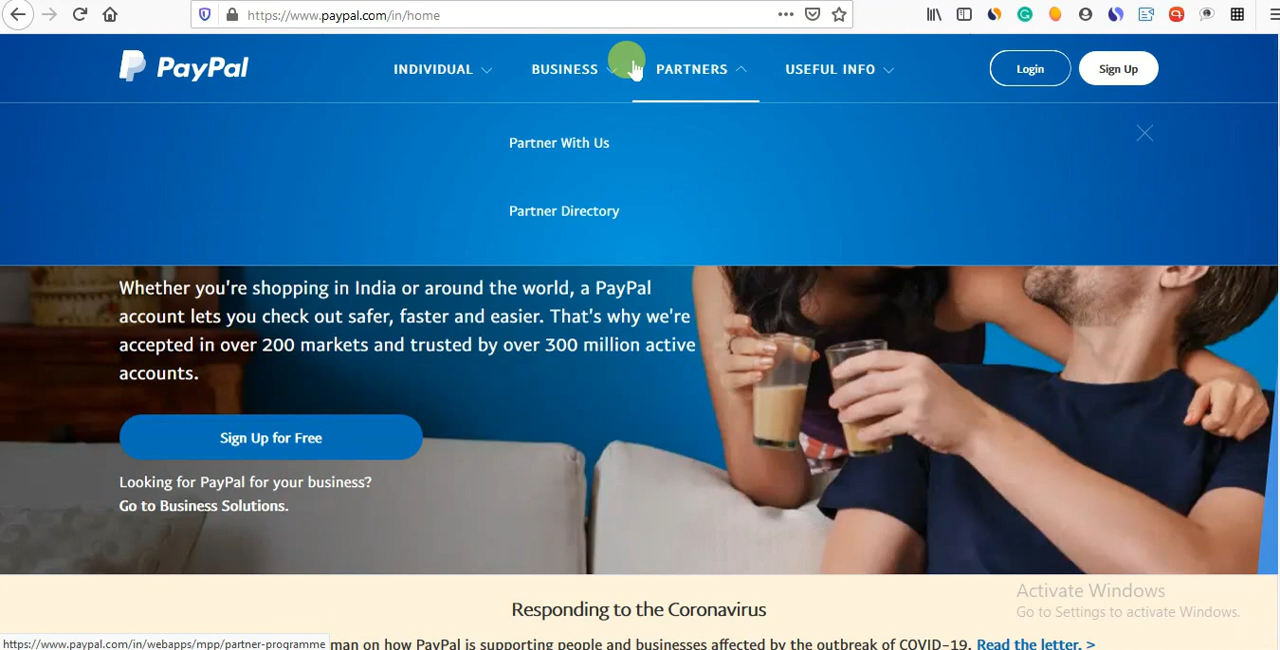 https://www.paypal.com/in/home
PayPal
INDIVIDUAL
BUSINESS
PARTNERS
USEFUL INFO
Login
Sign Up
Partner With Us
Partner Directory
Whether you're shopping in India or around the world, a PayPal
account lets you check out safer, faster and easier. That's why we're
accepted in over 200 markets and trusted by over 300 million active
accounts.
Sign Up for Free
Looking for PayPal for your business?
Go to Business Solutions.
Activate Windows
Responding to the Coronavirus
Go to Settings to activate Windows.
https://www.paypal.com/in/webapps/mpp/partner-programme
man on how PayPal is supporting people and businesses affected by the outbreak of COVID-19. Read the letter. >